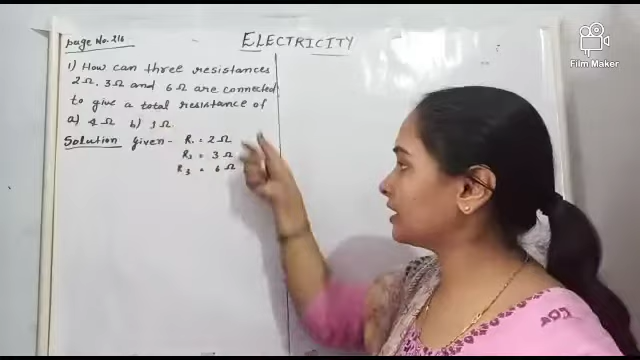 page No. 216
ELECTRICITY
1) How can three resistances
2Ω, 3Ω and 6Ω are connected
to give a total resistance of
a) 4Ω b) 1Ω.
Solution Given - R₁ = 2Ω
R₂ = 3Ω
R₃ = 6Ω
Film Maker